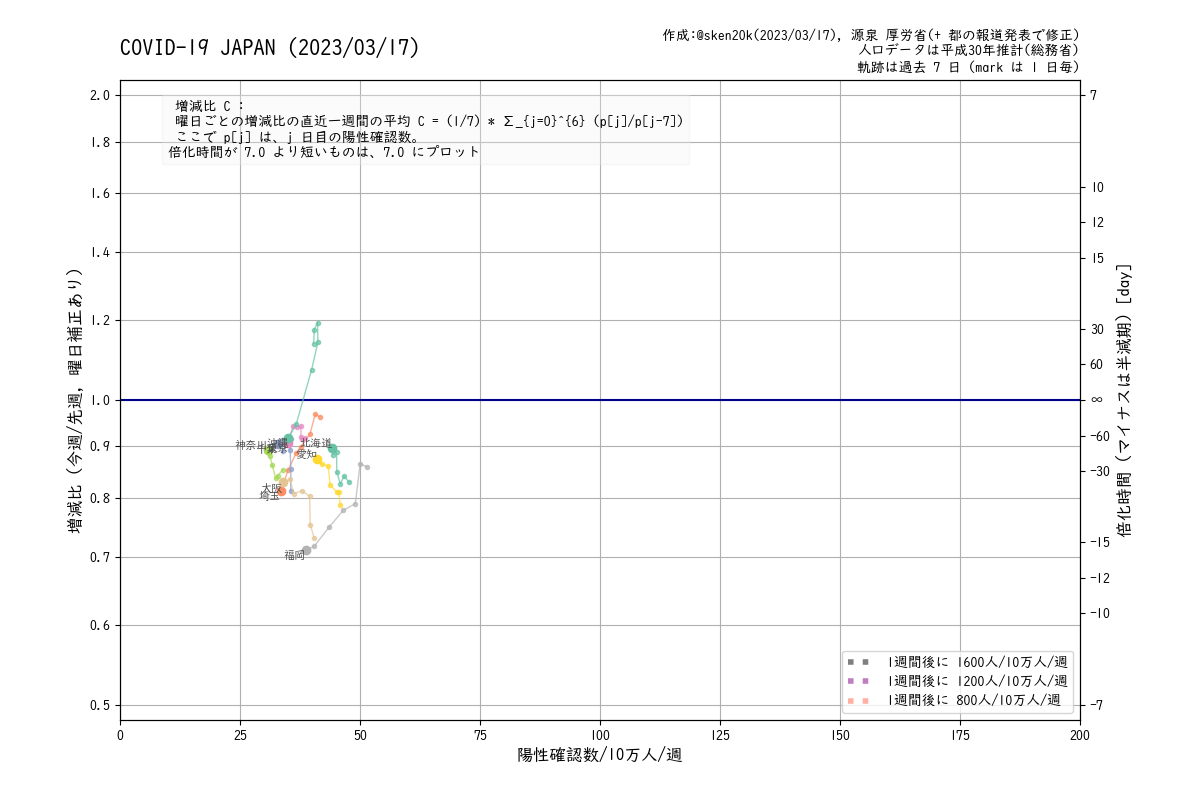 COVID-19 JAPAN (2023/03/17)
作成:@sken20k(2023/03/17), 源泉 厚労省(+ 都の報道発表で修正)
人口データは平成30年推計(総務省)
軌跡は過去 7 日 (mark は 1 日毎)
増減比 C :
曜日ごとの増減比の直近一週間の平均 C = (1/7) * Σ_{j=0}^{6} (p[j]/p[j-7])
ここで p[j] は、j 日目の陽性確認数。
倍化時間が 7.0 より短いものは、7.0 にプロット
増減比 (今週/先週, 曜日補正あり)
2.0
1.8
1.6
1.4
1.2
1.0
0.9
0.8
0.7
0.6
0.5
神奈川
沖縄
北海道
愛知
大阪
埼玉
福岡
7
10
12
15
30
60
∞
-60
-30
-15
-12
-10
-7
倍化時間 (マイナスは半減期) [day]
1週間後に 1600人/10万人/週
1週間後に 1200人/10万人/週
1週間後に 800人/10万人/週
0
25
50
75
100
125
150
175
200
陽性確認数/10万人/週